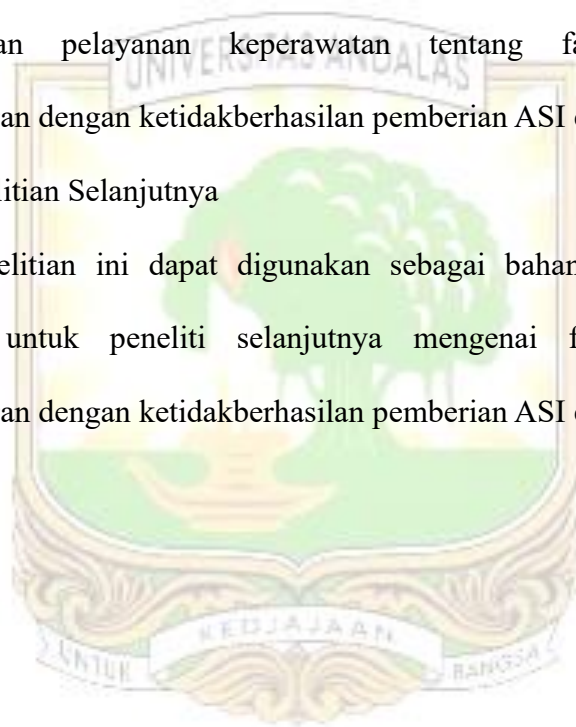 an pelayanan keperawatan tentang fa
an dengan ketidakberhasilan pemberian ASI
litian Selanjutnya
elitian ini dapat digunakan sebagai bahan
untuk peneliti selanjutnya mengenai f
an dengan ketidakberhasilan pemberian ASI
UNIVERSITAS ANDALAS
UNTUK KEDJAJAAN BANGSA